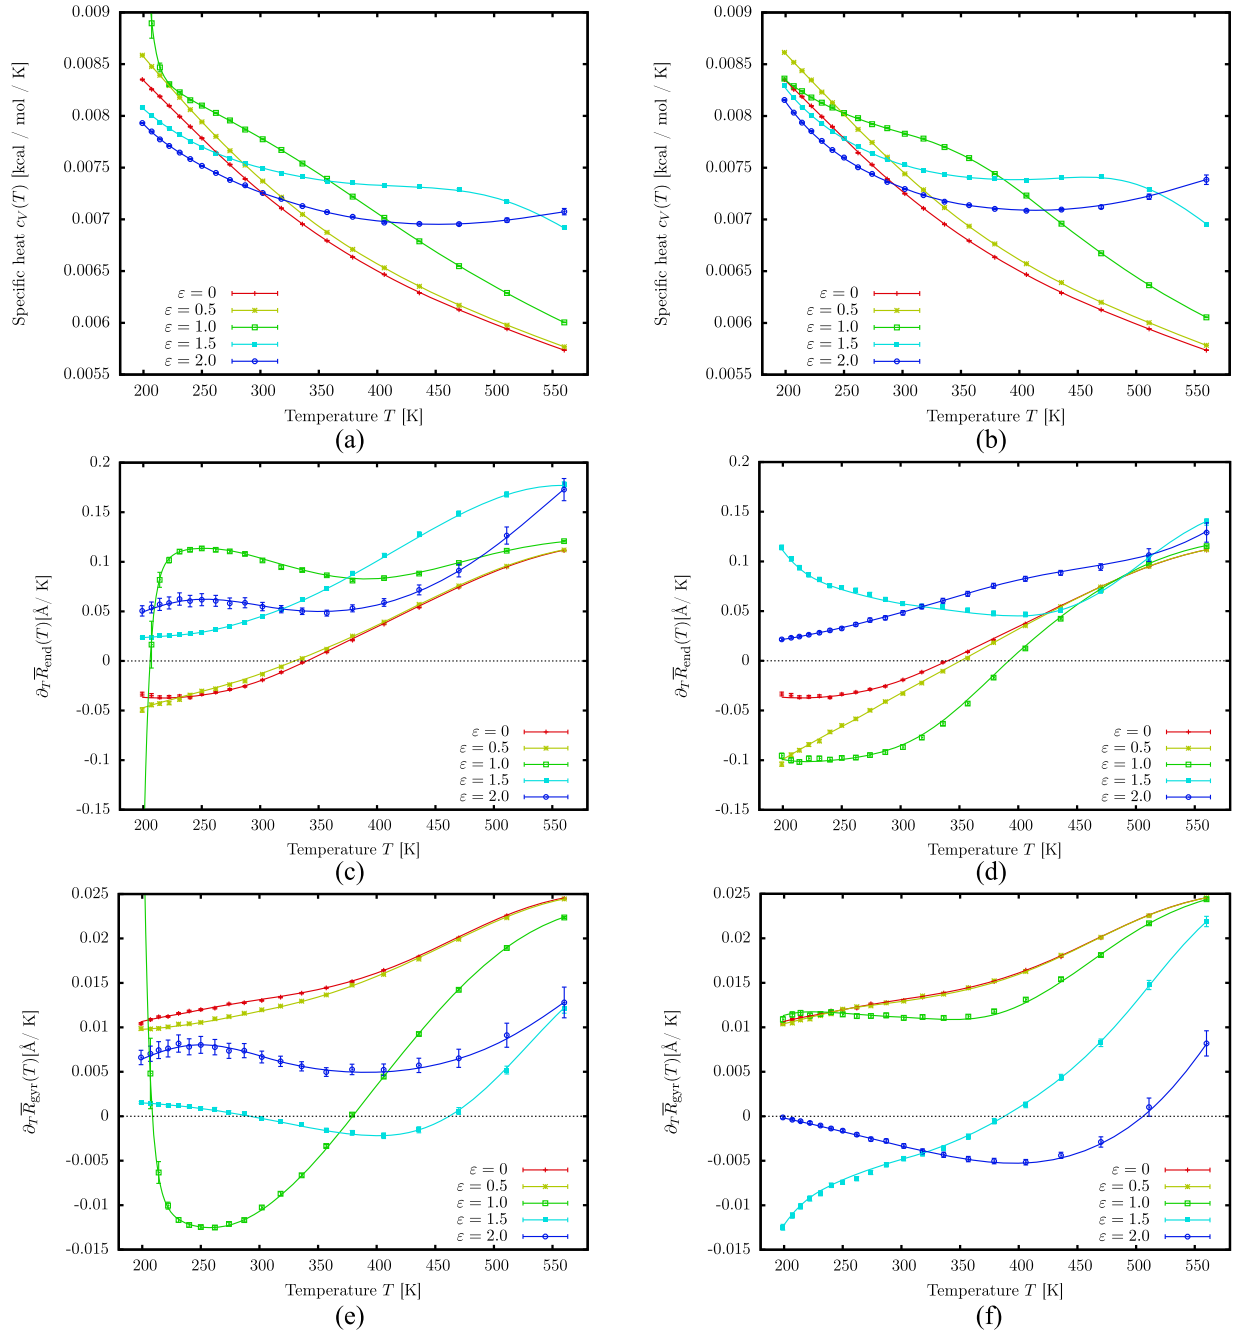 0.009
0.0085
0.008
0.0075
0.007
0.0065
0.006
0.0055
Specific heat c_V(T) [kcal / mol / K]
ε = 0
ε = 0.5
ε = 1.0
ε = 1.5
ε = 2.0
200 250 300 350 400 450 500 550
Temperature T [K]
(a)
0.009
0.0085
0.008
0.0075
0.007
0.0065
0.006
0.0055
Specific heat c_V(T) [kcal / mol / K]
ε = 0
ε = 0.5
ε = 1.0
ε = 1.5
ε = 2.0
200 250 300 350 400 450 500 550
Temperature T [K]
(b)
0.2
0.15
0.1
0.05
0
-0.05
-0.1
-0.15
∂_T R̅_end(T)[Å/ K]
ε = 0
ε = 0.5
ε = 1.0
ε = 1.5
ε = 2.0
200 250 300 350 400 450 500 550
Temperature T [K]
(c)
0.2
0.15
0.1
0.05
0
-0.05
-0.1
-0.15
∂_T R̅_end(T)[Å/ K]
ε = 0
ε = 0.5
ε = 1.0
ε = 1.5
ε = 2.0
200 250 300 350 400 450 500 550
Temperature T [K]
(d)
0.025
0.02
0.015
0.01
0.005
0
-0.005
-0.01
-0.015
∂_T R̅_gyr(T)[Å/ K]
ε = 0
ε = 0.5
ε = 1.0
ε = 1.5
ε = 2.0
200 250 300 350 400 450 500 550
Temperature T [K]
(e)
0.025
0.02
0.015
0.01
0.005
0
-0.005
-0.01
-0.015
∂_T R̅_gyr(T)[Å/ K]
ε = 0
ε = 0.5
ε = 1.0
ε = 1.5
ε = 2.0
200 250 300 350 400 450 500 550
Temperature T [K]
(f)